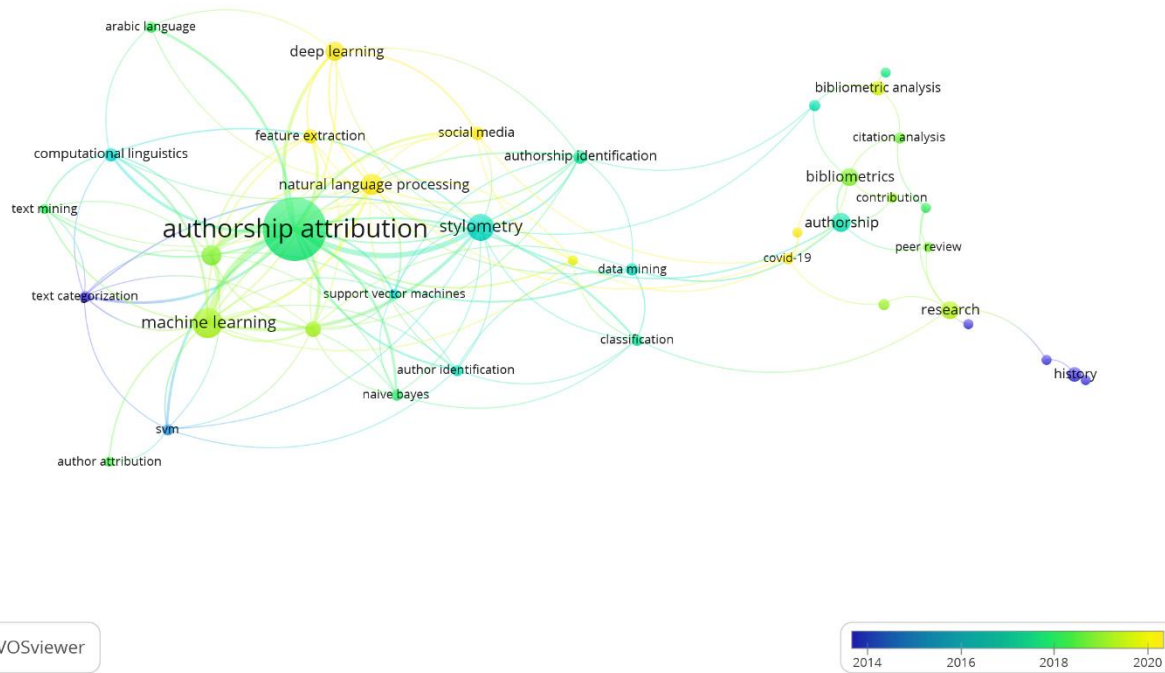 arabic language
deep learning
bibliometric analysis
feature extraction
social media
citation analysis
computational linguistics
authorship identification
natural language processing
bibliometrics
contribution
text mining
authorship attribution
stylometry
authorship
peer review
covid-19
data mining
text categorization
support vector machines
research
machine learning
classification
author identification
history
naive bayes
svm
author attribution
VOSviewer
2014 2016 2018 2020